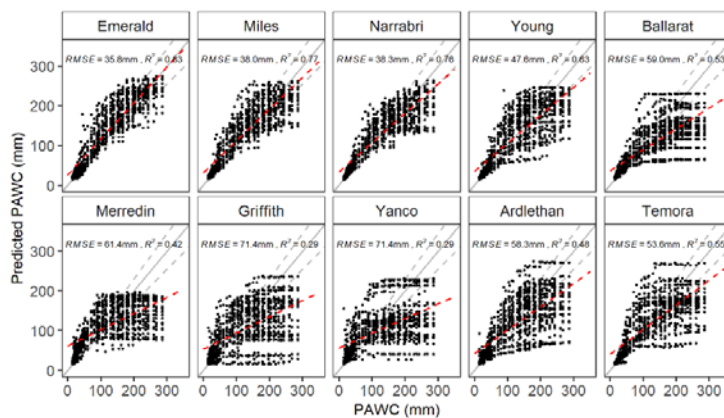 Emerald Miles Narrabri Young Ballarat
RMSE = 35.8mm , R² = 0.83 RMSE = 38.0mm , R² = 0.77 RMSE = 38.3mm , R² = 0.76 RMSE = 47.6mm , R² = 0.63 RMSE = 59.0mm , R² = 0.53
300
200
100
0
Merredin Griffith Yanco Ardlethan Temora
RMSE = 61.4mm , R² = 0.42 RMSE = 71.4mm , R² = 0.29 RMSE = 71.4mm , R² = 0.29 RMSE = 58.3mm , R² = 0.48 RMSE = 53.6mm , R² = 0.55
300
200
100
0
0 100 200 300 0 100 200 300 0 100 200 300 0 100 200 300 0 100 200 300
Predicted PAWC (mm)
PAWC (mm)